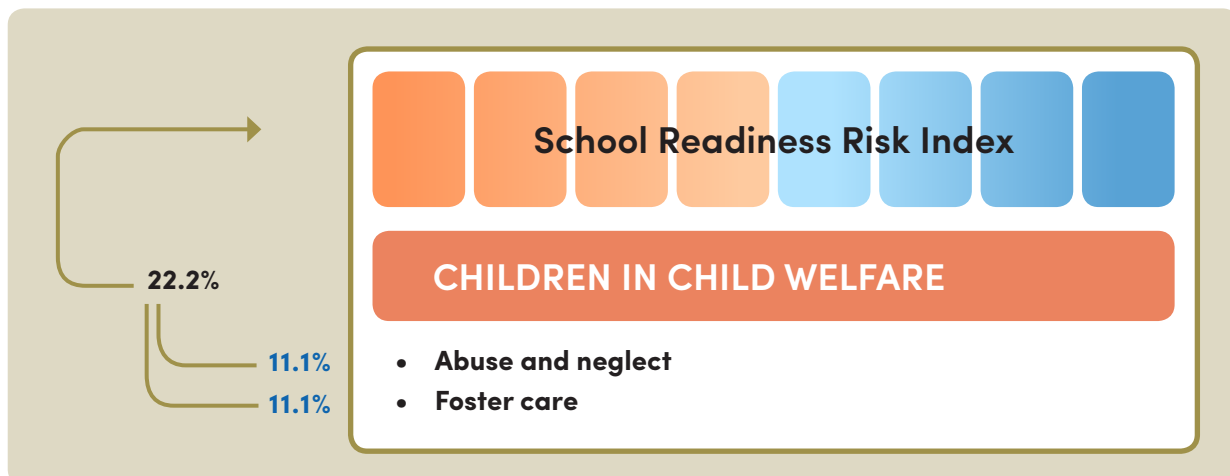 School Readiness Risk Index
22.2%
CHILDREN IN CHILD WELFARE
11.1%
• Abuse and neglect
11.1%
• Foster care